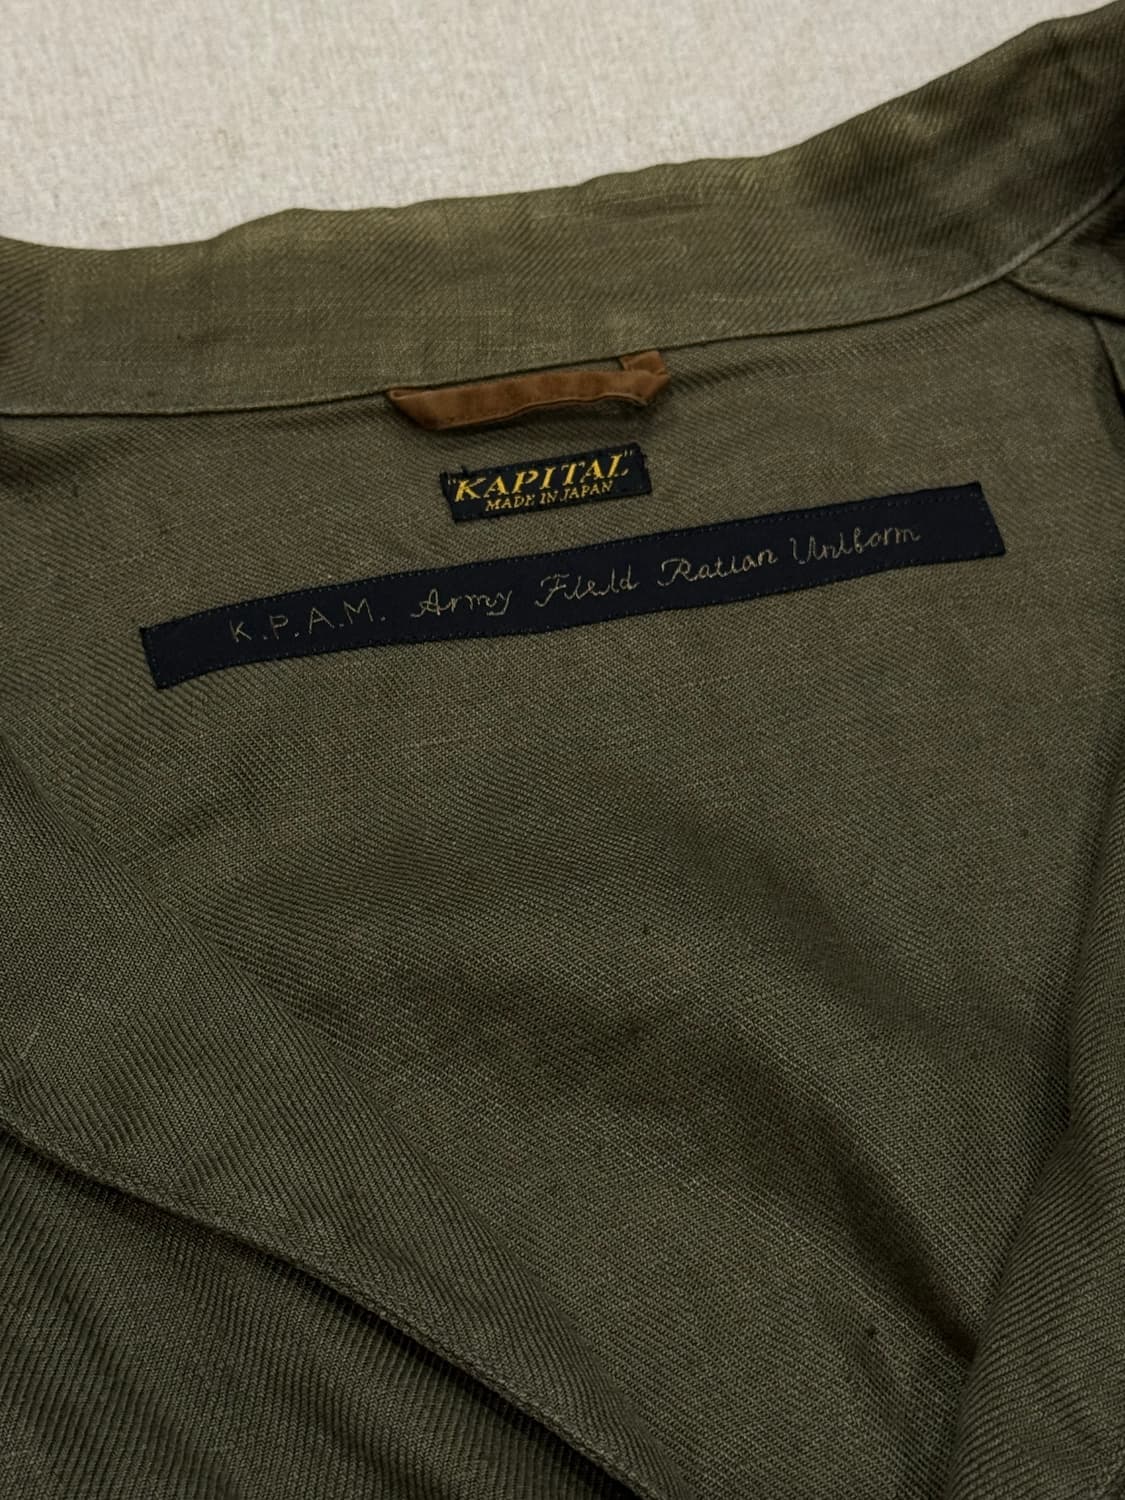 "KAPITAL"
MADE IN JAPAN
K.P.A.M. Army Field Ration Uniform